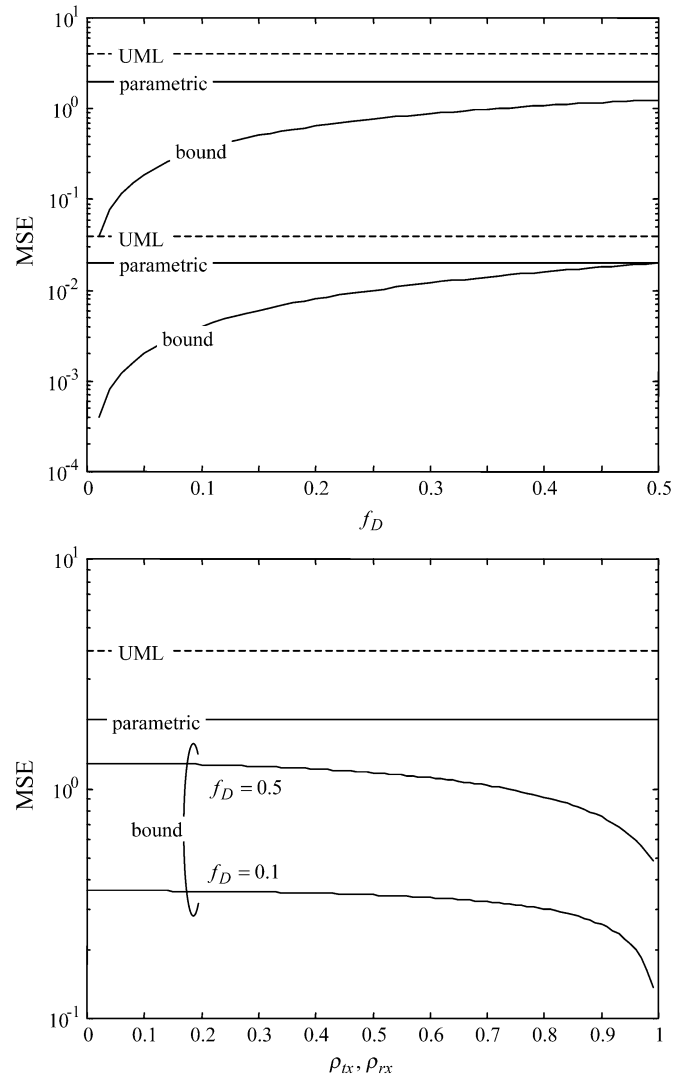 10^1
UML
parametric
10^0
bound
10^-1
MSE
UML
parametric
10^-2
bound
10^-3
10^-4
0 0.1 0.2 0.3 0.4 0.5
f_D
10^1
UML
parametric
MSE
10^0
f_D = 0.5
bound
f_D = 0.1
10^-1
0 0.1 0.2 0.3 0.4 0.5 0.6 0.7 0.8 0.9 1
ρ_tx, ρ_rx